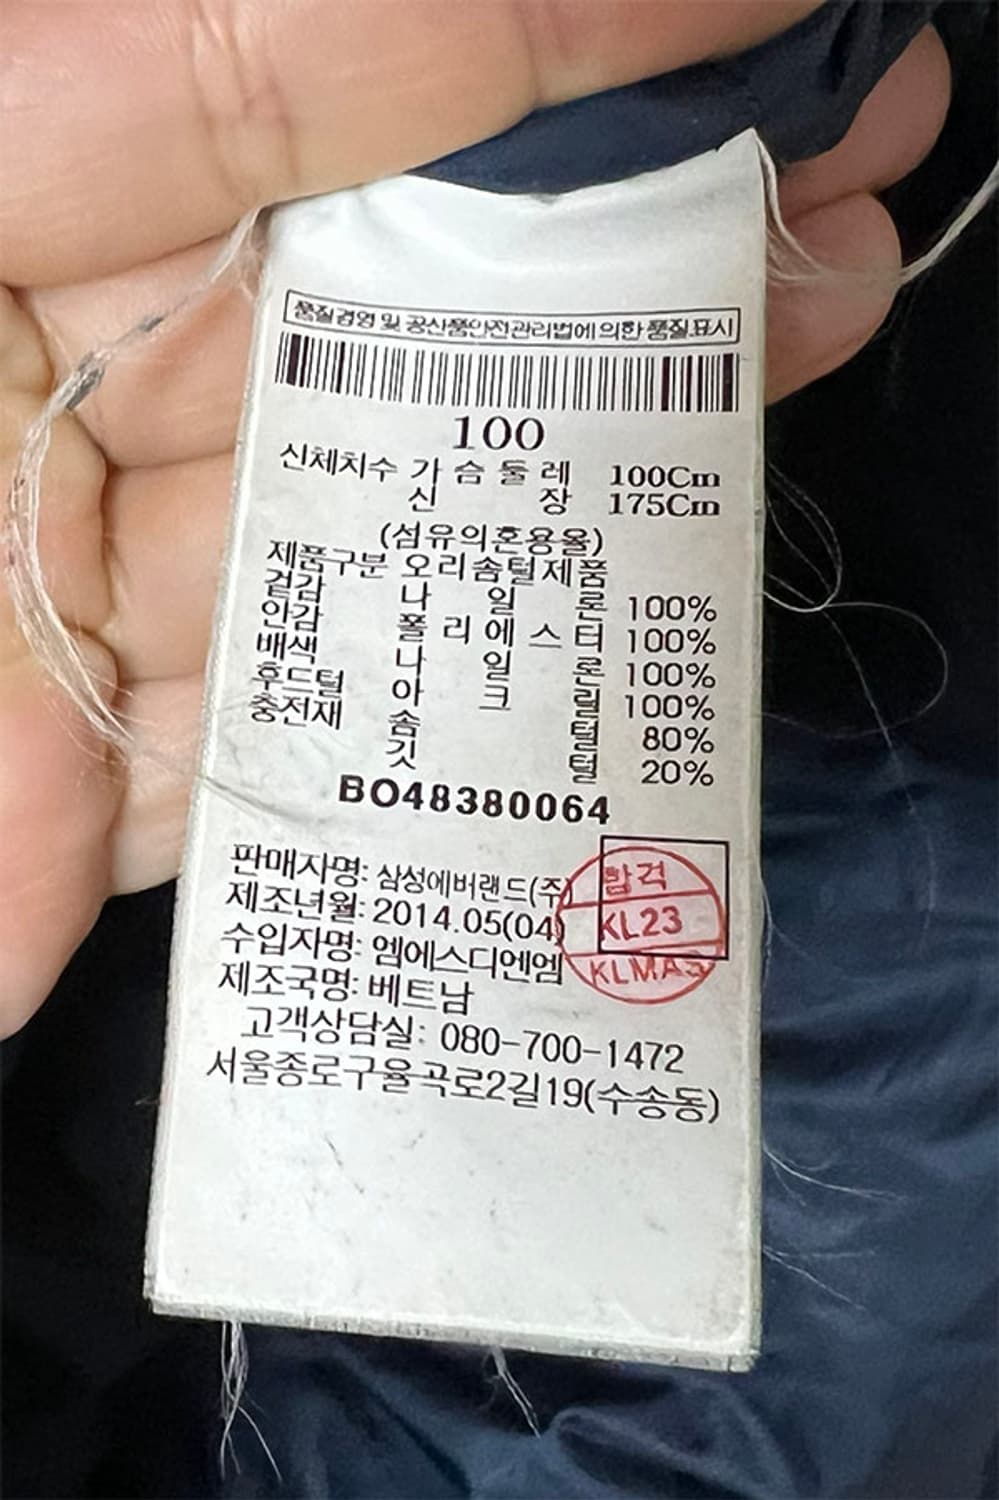 품질경영 및 공산품안전관리법에 의한 품질표시
100
신체치수 가슴둘레 100Cm
신장 175Cm
(섬유의혼용율)
제품구분 오리솜털제품
겉감 나일론 100%
안감 폴리에스터 100%
배색 나일론 100%
후드털 아크릴 100%
충전재 솜털 80%
깃털 20%
BO48380064
판매자명: 삼성에버랜드(주)
제조년월: 2014.05(04)
수입자명: 엠에스디엔엠
제조국명: 베트남
고객상담실: 080-700-1472
서울종로구율곡로2길19(수송동)
합격
KL23